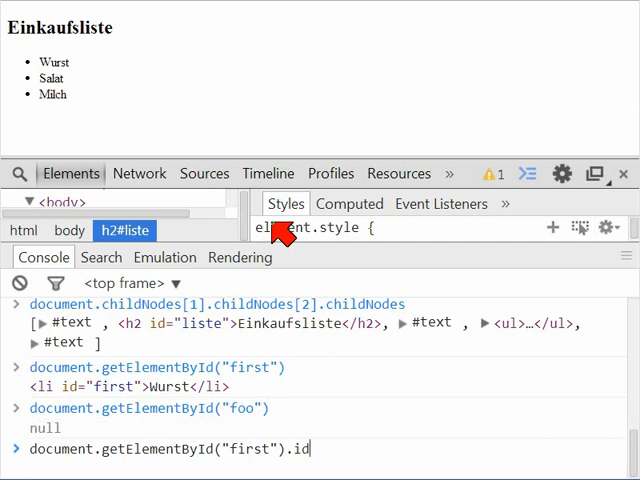 Einkaufsliste
• Wurst
• Salat
• Milch
Elements Network Sources Timeline Profiles Resources » 1
▼<body>
Styles Computed Event Listeners »
html body h2#liste
element.style {
Console Search Emulation Rendering
<top frame> ▼
> document.childNodes[1].childNodes[2].childNodes
[▶ #text , <h2 id="liste">Einkaufsliste</h2>, ▶ #text , ▶ <ul>…</ul>,
▶ #text ]
> document.getElementById("first")
<li id="first">Wurst</li>
> document.getElementById("foo")
null
> document.getElementById("first").id